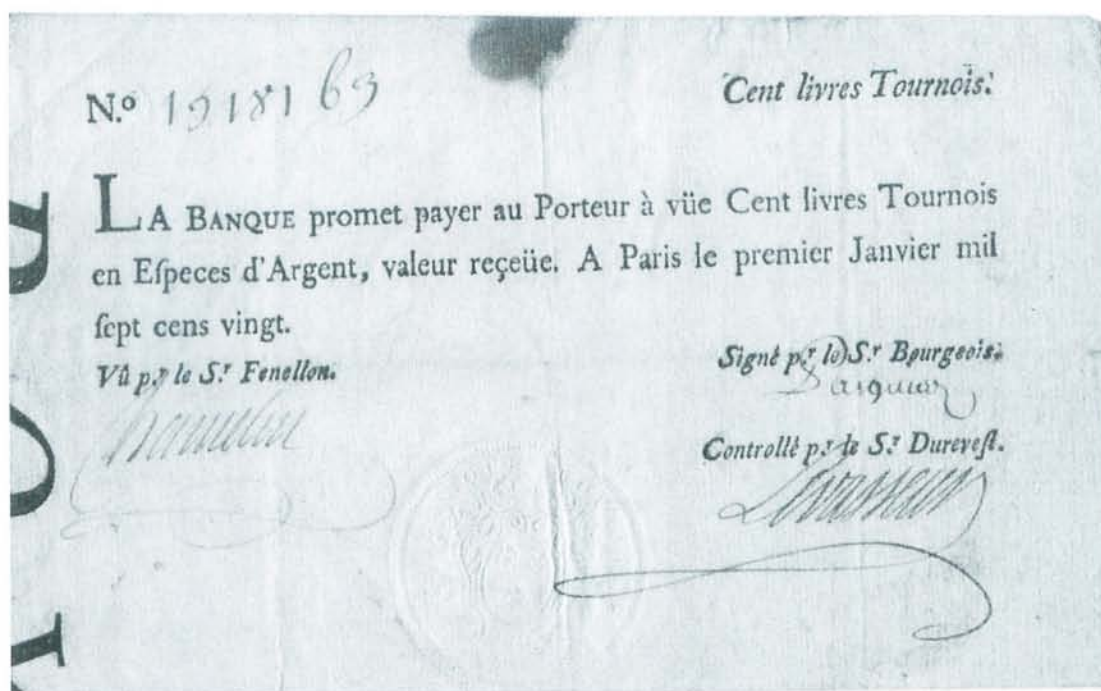 N.º 1918163 Cent livres Tournois.
LA BANQUE promet payer au Porteur à vüe Cent livres Tournois
en Eſpeces d'Argent, valeur reçeüe. A Paris le premier Janvier mil
ſept cens vingt.
Vû p.r le S.r Fenellon.
Signé p.r le S.r Bourgeois.
Controllé p.r le S.r Dureveſt.